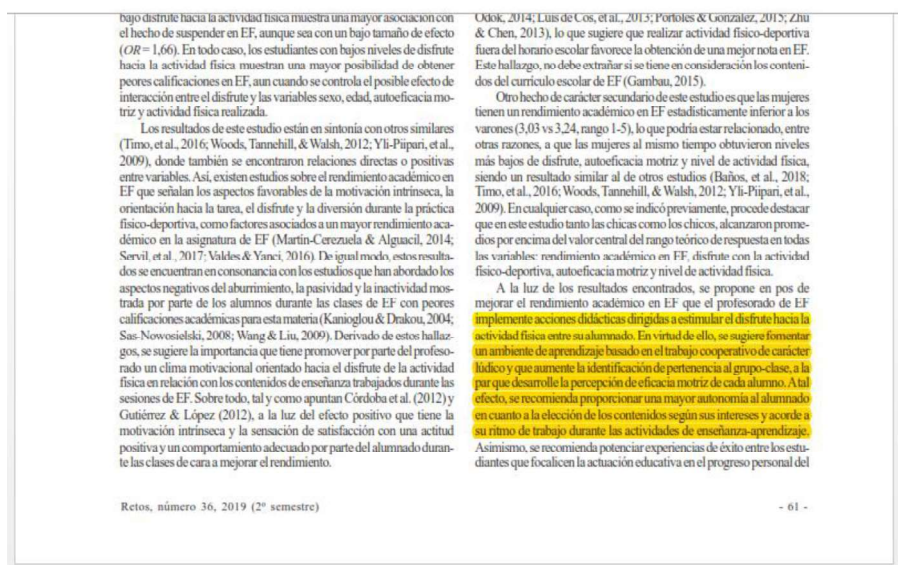 bajo disfrute hacia la actividad física muestra una mayor asociación con
el hecho de suspender en EF, aunque sea con un bajo tamaño de efecto
(OR = 1,66). En todo caso, los estudiantes con bajos niveles de disfrute
hacia la actividad física muestran una mayor posibilidad de obtener
peores calificaciones en EF, aun cuando se controla el posible efecto de
interacción entre el disfrute y las variables sexo, edad, autoeficacia mo-
triz y actividad física realizada.
Los resultados de este estudio están en sintonía con otros similares
(Timo, et al., 2016; Woods, Tannehill, & Walsh, 2012; Yli-Piipari, et al.,
2009), donde también se encontraron relaciones directas o positivas
entre variables. Así, existen estudios sobre el rendimiento académico en
EF que señalan los aspectos favorables de la motivación intrínseca, la
orientación hacia la tarea, el disfrute y la diversión durante la práctica
físico-deportiva, como factores asociados a un mayor rendimiento aca-
démico en la asignatura de EF (Martín-Cerezuela & Alguacil, 2014;
Servil, et al., 2017; Valdes & Yanci, 2016). De igual modo, estos resulta-
dos se encuentran en consonancia con los estudios que han abordado los
aspectos negativos del aburrimiento, la pasividad y la inactividad mos-
trada por parte de los alumnos durante las clases de EF con peores
calificaciones académicas para esta materia (Kanioglou & Drakou, 2004;
Sas-Nowosielski, 2008; Wang & Liu, 2009). Derivado de estos hallaz-
gos, se sugiere la importancia que tiene promover por parte del profeso-
rado un clima motivacional orientado hacia el disfrute de la actividad
física en relación con los contenidos de enseñanza trabajados durante las
sesiones de EF. Sobre todo, tal y como apuntan Córdoba et al. (2012) y
Gutiérrez & López (2012), a la luz del efecto positivo que tiene la
motivación intrínseca y la sensación de satisfacción con una actitud
positiva y un comportamiento adecuado por parte del alumnado duran-
te las clases de cara a mejorar el rendimiento.
Odok, 2014; Luis de Cos, et al., 2013; Portolés & González, 2015; Zhu
& Chen, 2013), lo que sugiere que realizar actividad físico-deportiva
fuera del horario escolar favorece la obtención de una mejor nota en EF.
Este hallazgo, no debe extrañar si se tiene en consideración los conteni-
dos del currículo escolar de EF (Gambau, 2015).
Otro hecho de carácter secundario de este estudio es que las mujeres
tienen un rendimiento académico en EF estadísticamente inferior a los
varones (3,03 vs 3,24, rango 1-5), lo que podría estar relacionado, entre
otras razones, a que las mujeres al mismo tiempo obtuvieron niveles
más bajos de disfrute, autoeficacia motriz y nivel de actividad física,
siendo un resultado similar al de otros estudios (Baños, et al., 2018;
Timo, et al., 2016; Woods, Tannehill, & Walsh, 2012; Yli-Piipari, et al.,
2009). En cualquier caso, como se indicó previamente, procede destacar
que en este estudio tanto las chicas como los chicos, alcanzaron prome-
dios por encima del valor central del rango teórico de respuesta en todas
las variables: rendimiento académico en EF, disfrute con la actividad
físico-deportiva, autoeficacia motriz y nivel de actividad física.
A la luz de los resultados encontrados, se propone en pos de
mejorar el rendimiento académico en EF que el profesorado de EF
implemente acciones didácticas dirigidas a estimular el disfrute hacia la
actividad física entre su alumnado. En virtud de ello, se sugiere fomentar
un ambiente de aprendizaje basado en el trabajo cooperativo de carácter
lúdico y que aumente la identificación de pertenencia al grupo-clase, a la
par que desarrolle la percepción de eficacia motriz de cada alumno. A tal
efecto, se recomienda proporcionar una mayor autonomía al alumnado
en cuanto a la elección de los contenidos según sus intereses y acorde a
su ritmo de trabajo durante las actividades de enseñanza-aprendizaje.
Asimismo, se recomienda potenciar experiencias de éxito entre los estu-
diantes que focalicen la actuación educativa en el progreso personal del
Retos, número 36, 2019 (2º semestre)
- 61 -